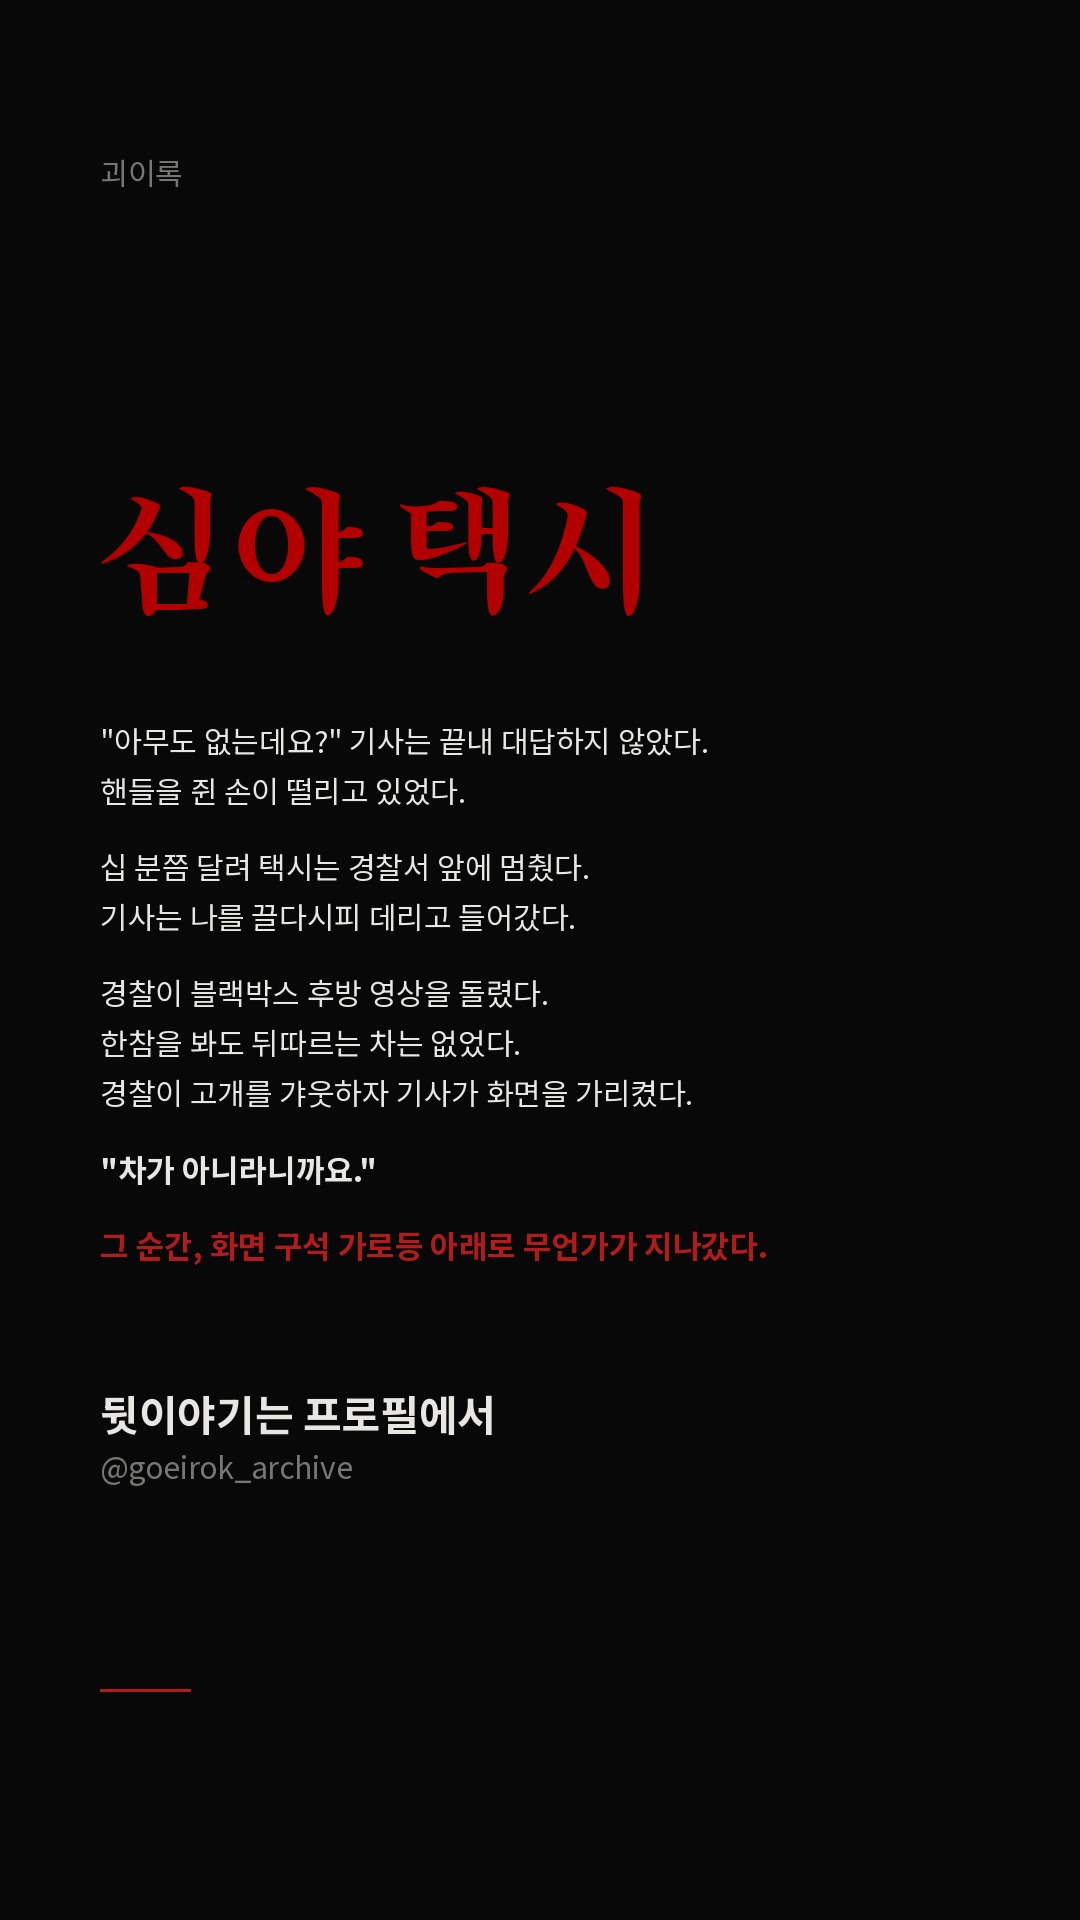 괴이록
심야 택시
"아무도 없는데요?" 기사는 끝내 대답하지 않았다.
핸들을 쥔 손이 떨리고 있었다.
십 분쯤 달려 택시는 경찰서 앞에 멈췄다.
기사는 나를 끌다시피 데리고 들어갔다.
경찰이 블랙박스 후방 영상을 돌렸다.
한참을 봐도 뒤따르는 차는 없었다.
경찰이 고개를 갸웃하자 기사가 화면을 가리켰다.
"차가 아니라니까요."
그 순간, 화면 구석 가로등 아래로 무언가가 지나갔다.
뒷이야기는 프로필에서
@goeirok_archive